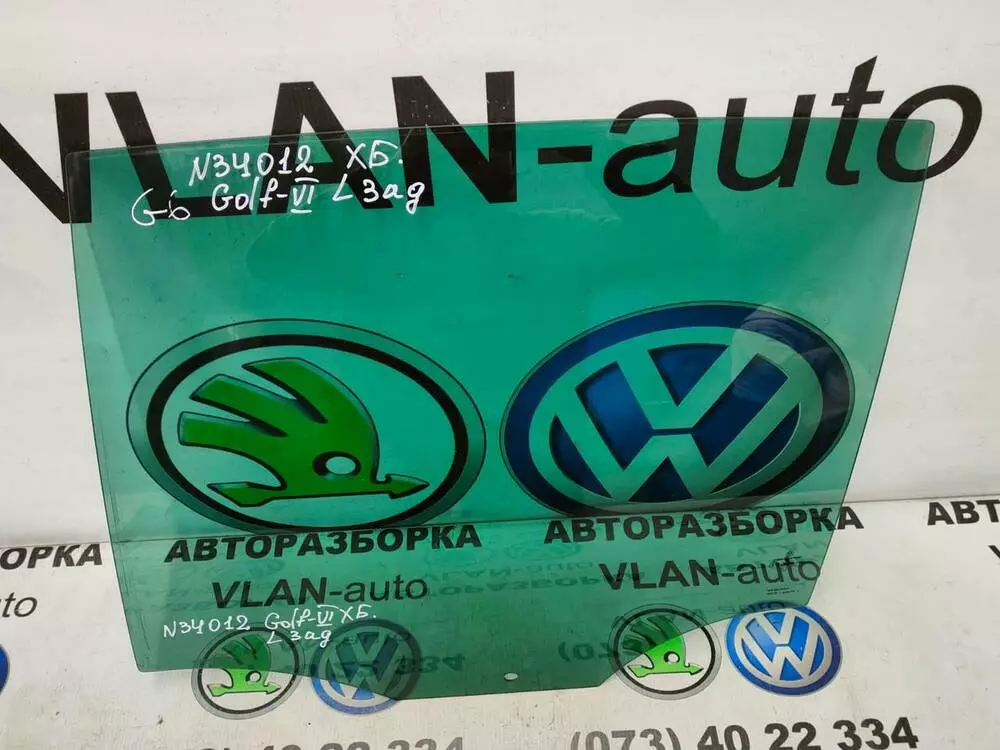 VLAN-auto
N34012 ХБ.
G6 Golf-VI L Зад
АВТОРАЗБОРКА АВТОРАЗБОРКА АВТОРАЗБОРКА
VLAN-auto VLAN-auto
N34012 Golf-VI ХБ.
L Зад
(073) 40 22 334